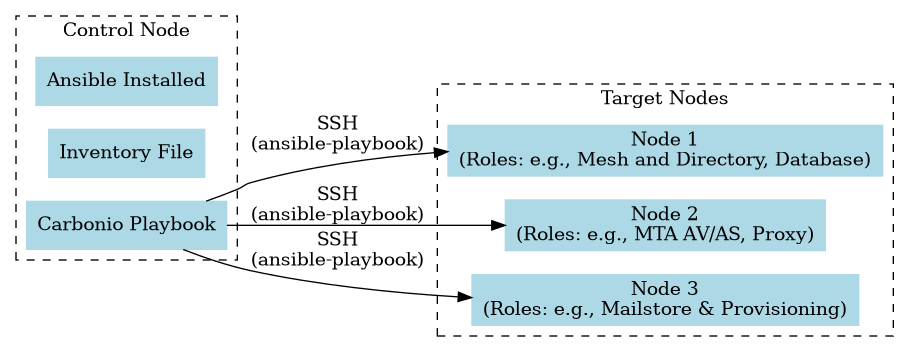 Control Node
Ansible Installed
Inventory File
Carbonio Playbook
SSH
(ansible-playbook)
SSH
(ansible-playbook)
SSH
(ansible-playbook)
Target Nodes
Node 1
(Roles: e.g., Mesh and Directory, Database)
Node 2
(Roles: e.g., MTA AV/AS, Proxy)
Node 3
(Roles: e.g., Mailstore & Provisioning)